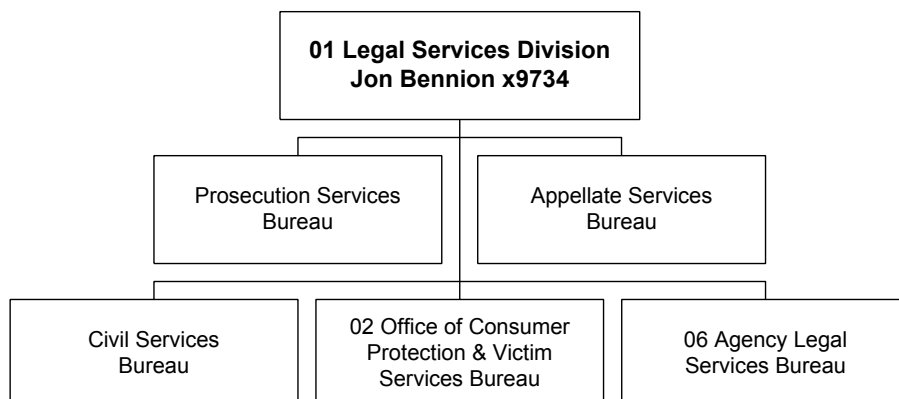 01 Legal Services Division
Jon Bennion x9734
Prosecution Services
Bureau
Appellate Services
Bureau
Civil Services
Bureau
02 Office of Consumer
Protection & Victim
Services Bureau
06 Agency Legal
Services Bureau